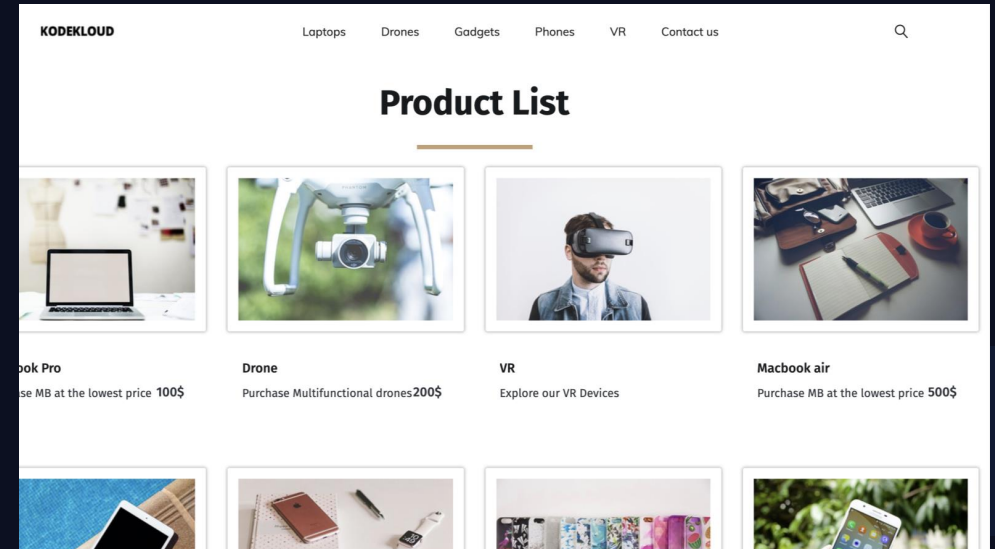 KODEKLOUD Laptops Drones Gadgets Phones VR Contact us
Product List
ook Pro
se MB at the lowest price 100$
Drone
Purchase Multifunctional drones200$
VR
Explore our VR Devices
Macbook air
Purchase MB at the lowest price 500$